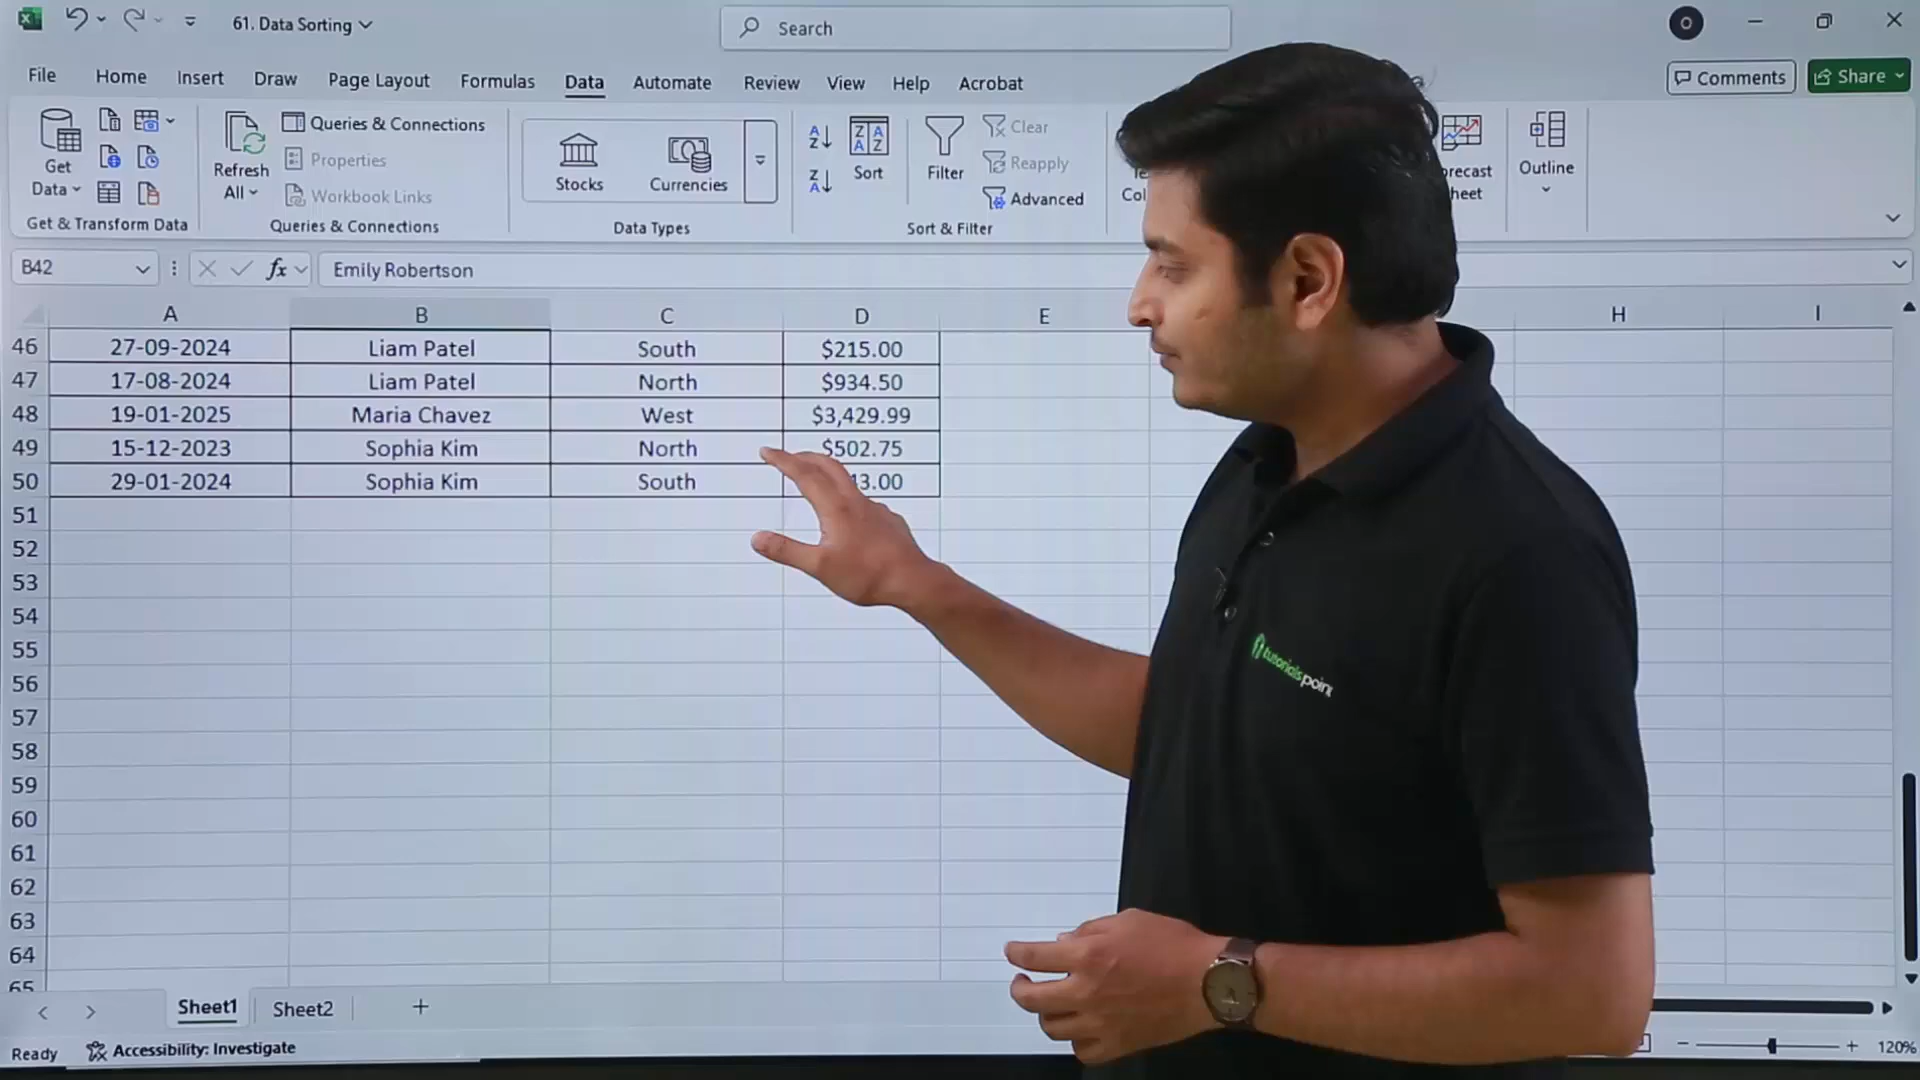 61. Data Sorting
Search
O
File Home Insert Draw Page Layout Formulas Data Automate Review View Help Acrobat
Comments
Share
Get Data
Get & Transform Data
Refresh All
Queries & Connections
Properties
Workbook Links
Queries & Connections
Stocks
Currencies
Data Types
Sort
Filter
Clear
Reapply
Advanced
Sort & Filter
Outline
B42
fx
Emily Robertson
A B C D E H I
46 27-09-2024 Liam Patel South $215.00
47 17-08-2024 Liam Patel North $934.50
48 19-01-2025 Maria Chavez West $3,429.99
49 15-12-2023 Sophia Kim North $502.75
50 29-01-2024 Sophia Kim South
51
52
53
54
55
56
57
58
59
60
61
62
63
64
65
tutorialspoint
Sheet1 Sheet2
Ready
Accessibility: Investigate
120%